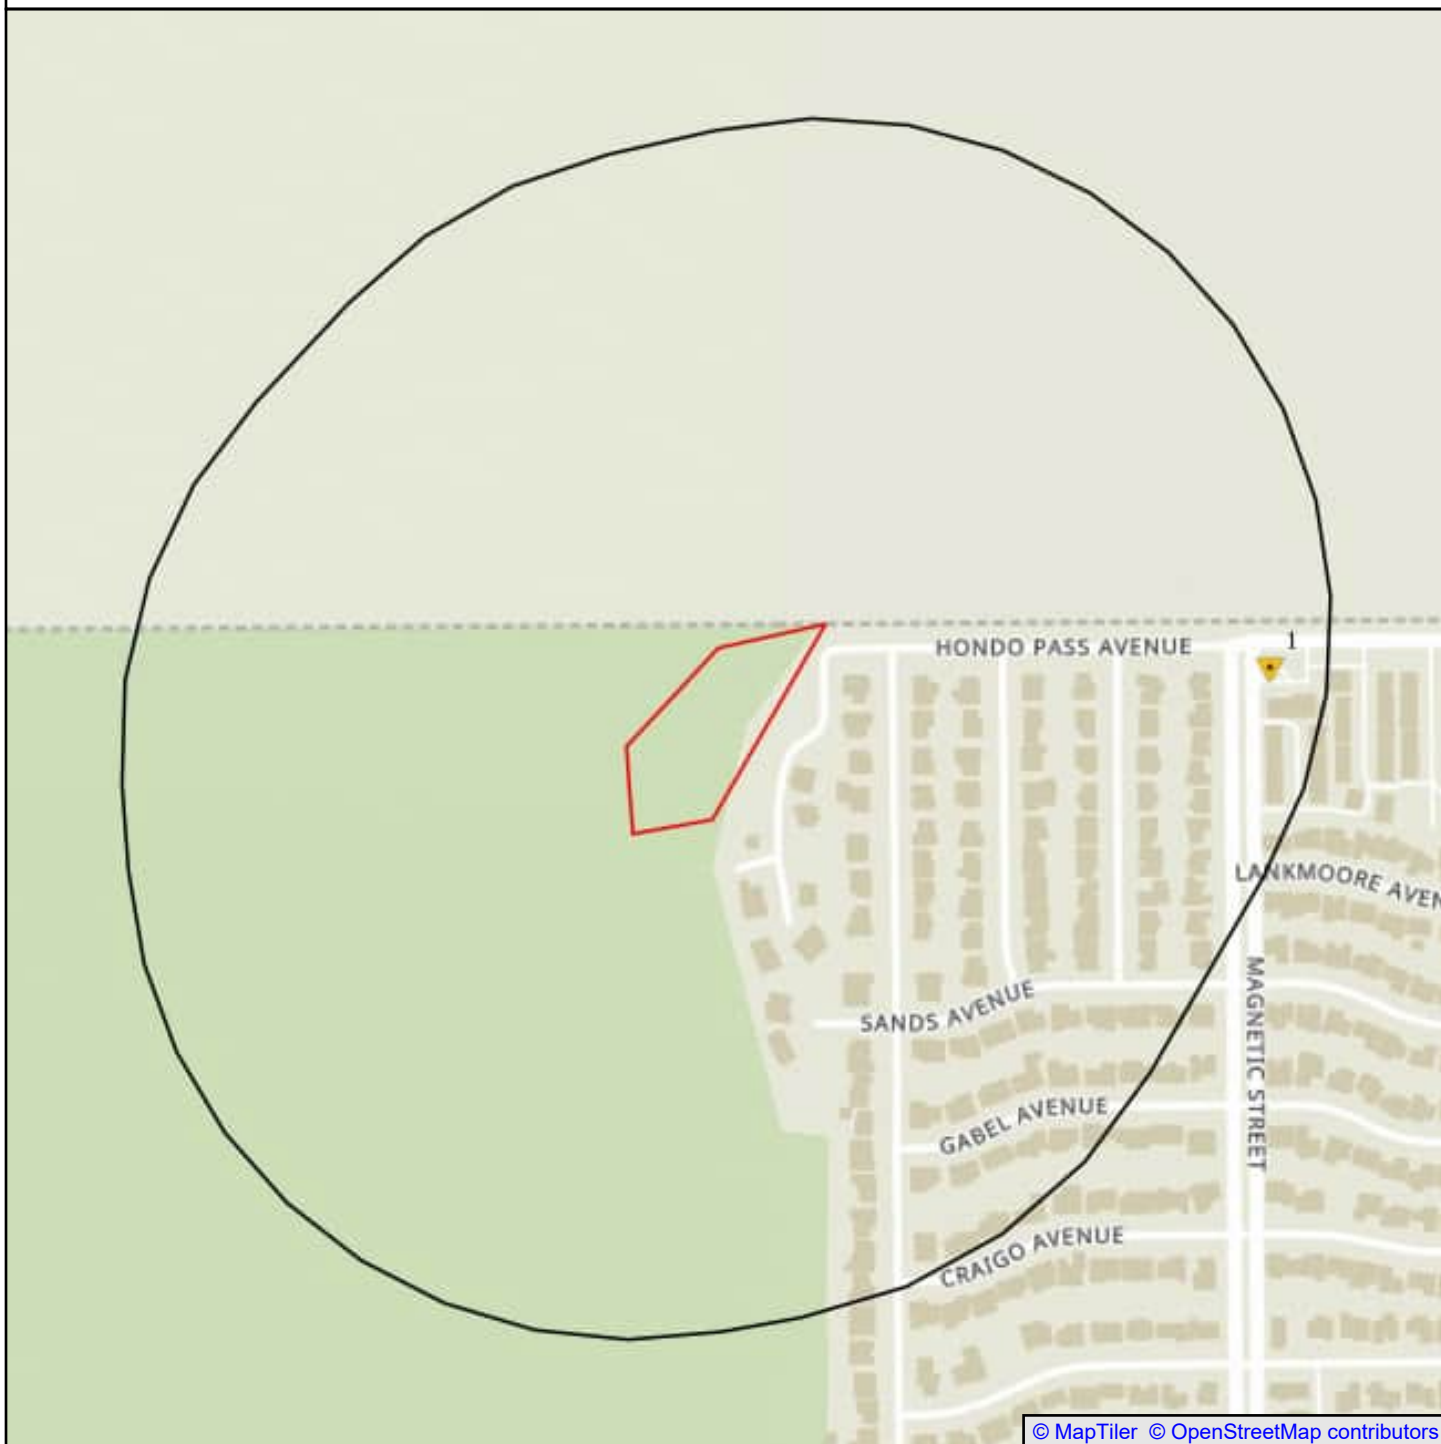 1
HONDO PASS AVENUE
LANKMOORE AVEN
MAGNETIC STREET
SANDS AVENUE
GABEL AVENUE
CRAIGO AVENUE
© MapTiler © OpenStreetMap contributors